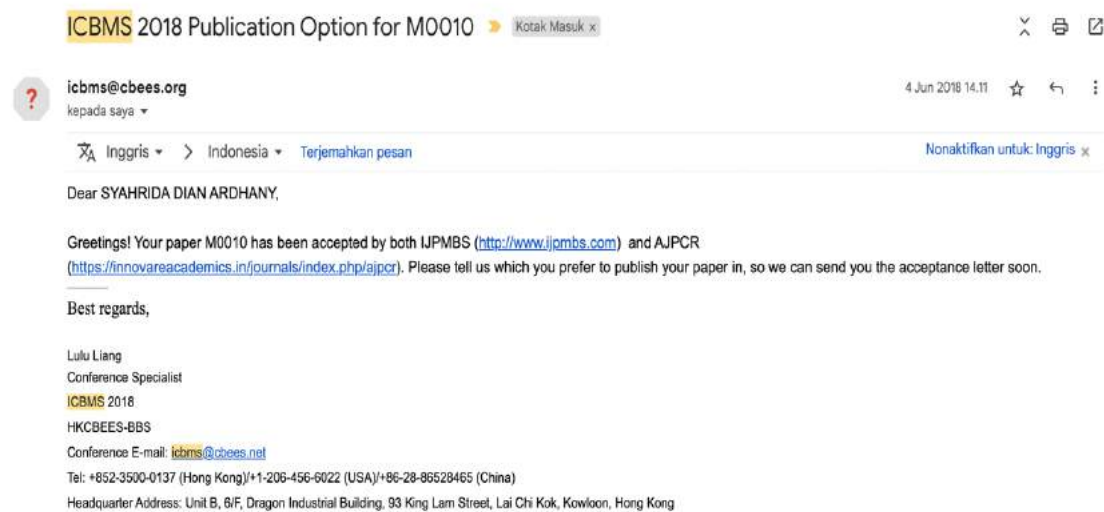 ICBMS 2018 Publication Option for M0010 Kotak Masuk x
?
icbms@cbees.org 4 Jun 2018 14.11
kepada saya
Inggris > Indonesia Terjemahkan pesan Nonaktifkan untuk: Inggris x
Dear SYAHRIDA DIAN ARDHANY,
Greetings! Your paper M0010 has been accepted by both IJPMBS (http://www.ijpmbs.com) and AJPCR
(https://innovareacademics.in/journals/index.php/ajpcr). Please tell us which you prefer to publish your paper in, so we can send you the acceptance letter soon.
Best regards,
Lulu Liang
Conference Specialist
ICBMS 2018
HKCBEES-BBS
Conference E-mail: icbms@cbees.net
Tel: +852-3500-0137 (Hong Kong)/+1-206-456-6022 (USA)/+86-28-86528465 (China)
Headquarter Address: Unit B, 6/F, Dragon Industrial Building, 93 King Lam Street, Lai Chi Kok, Kowloon, Hong Kong